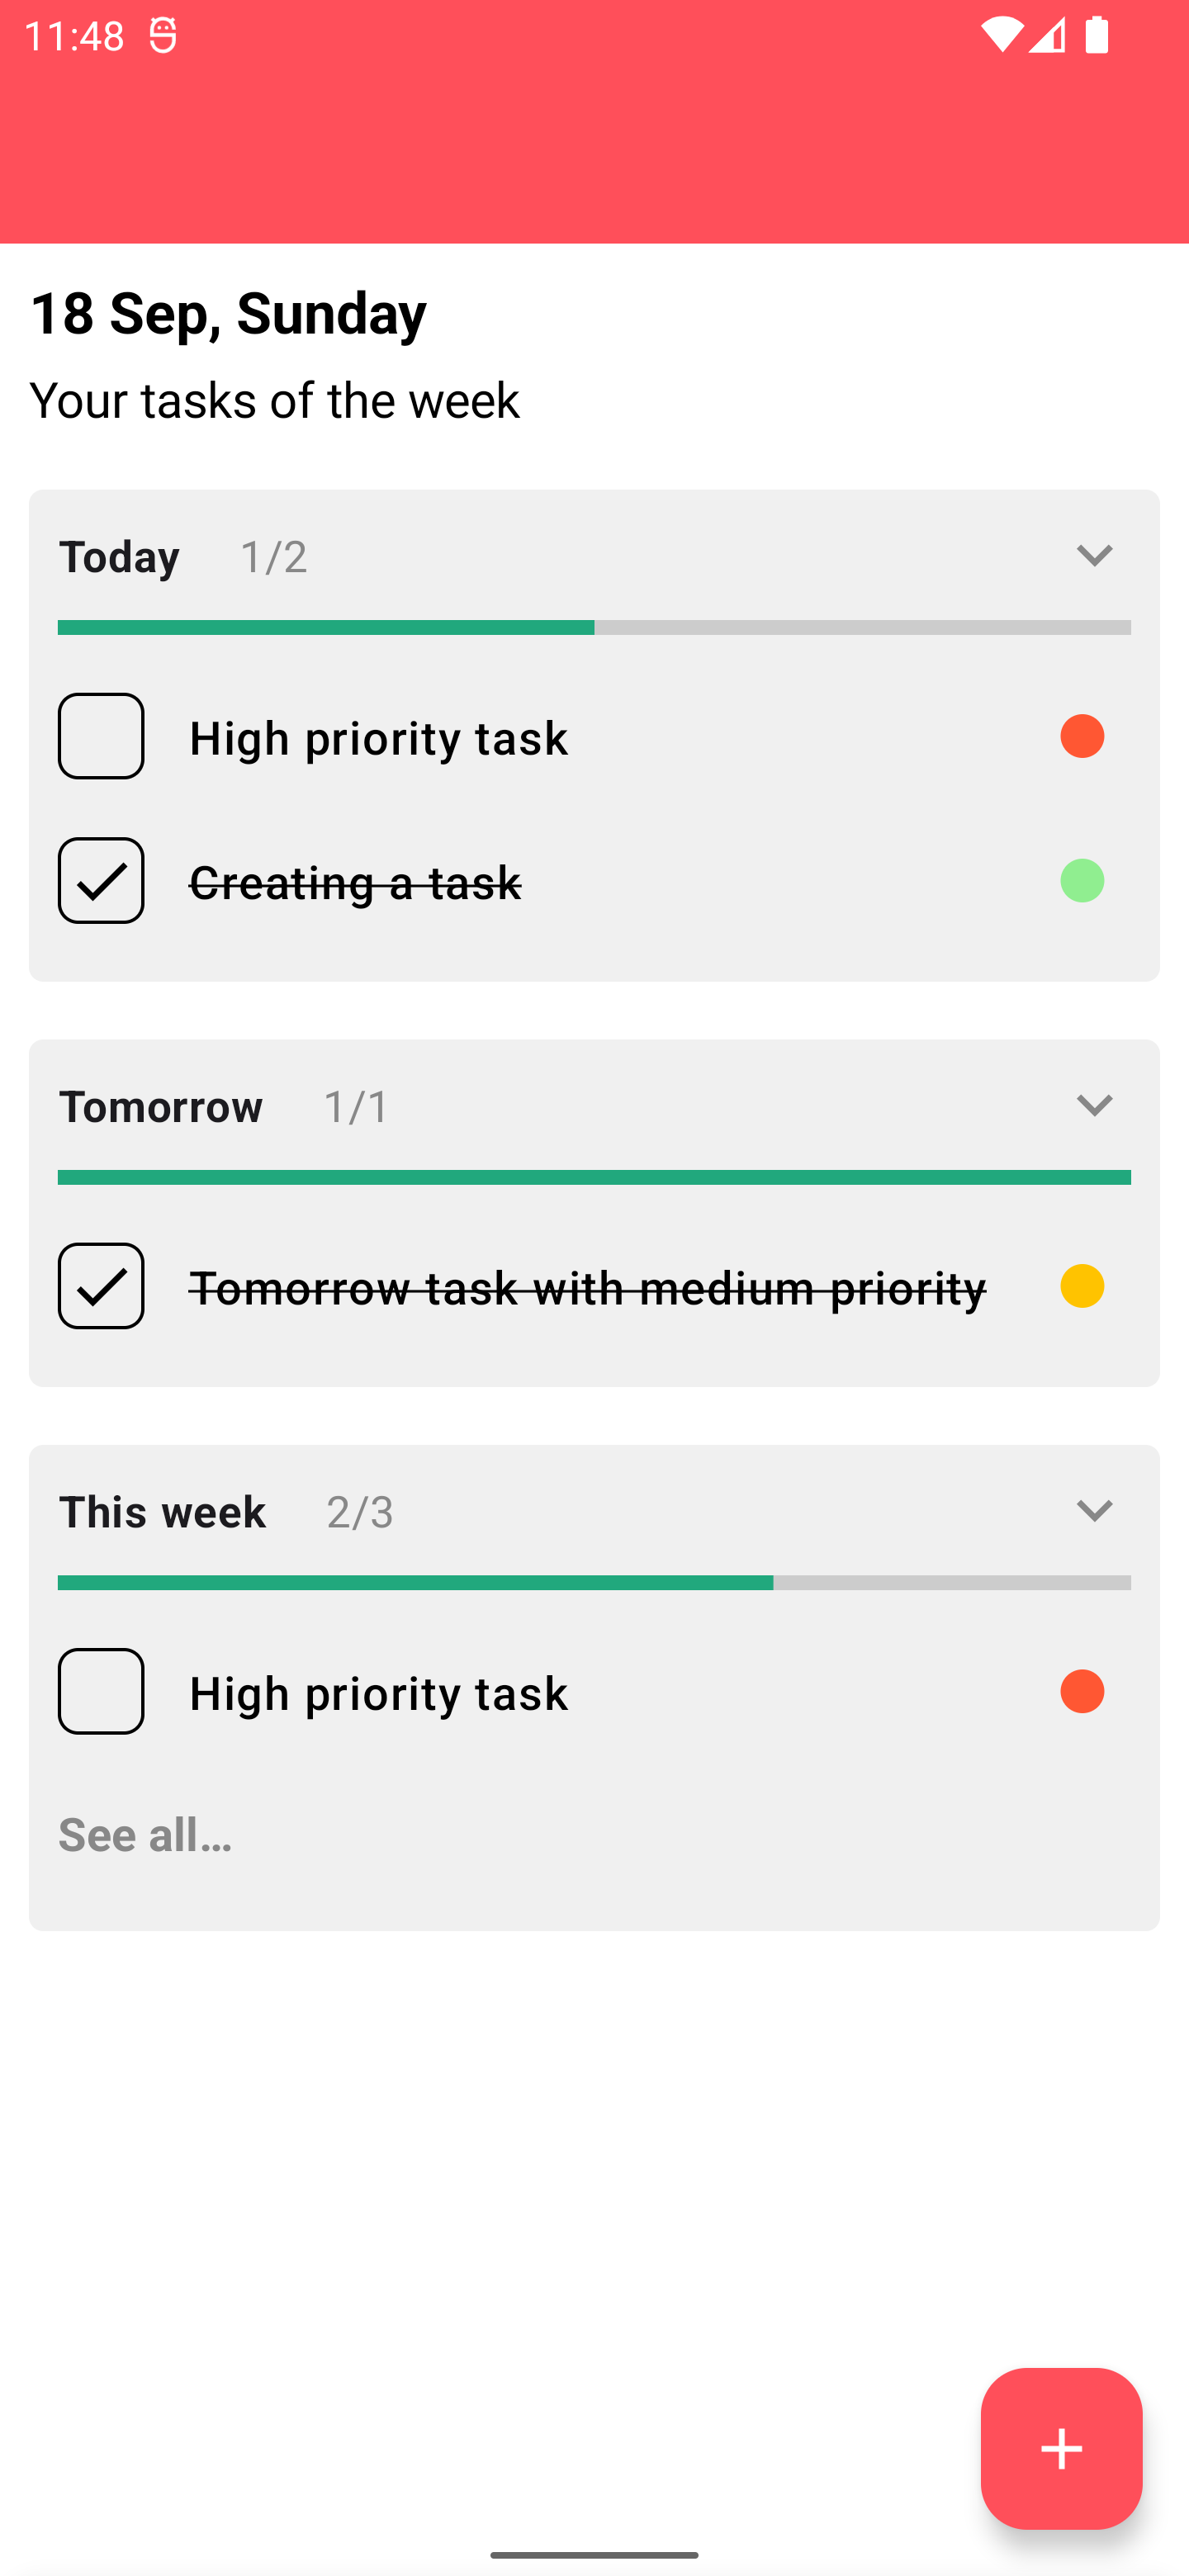 11:48
18 Sep, Sunday
Your tasks of the week
Today 1/2
High priority task
Creating a task
Tomorrow 1/1
Tomorrow task with medium priority
This week 2/3
High priority task
See all...